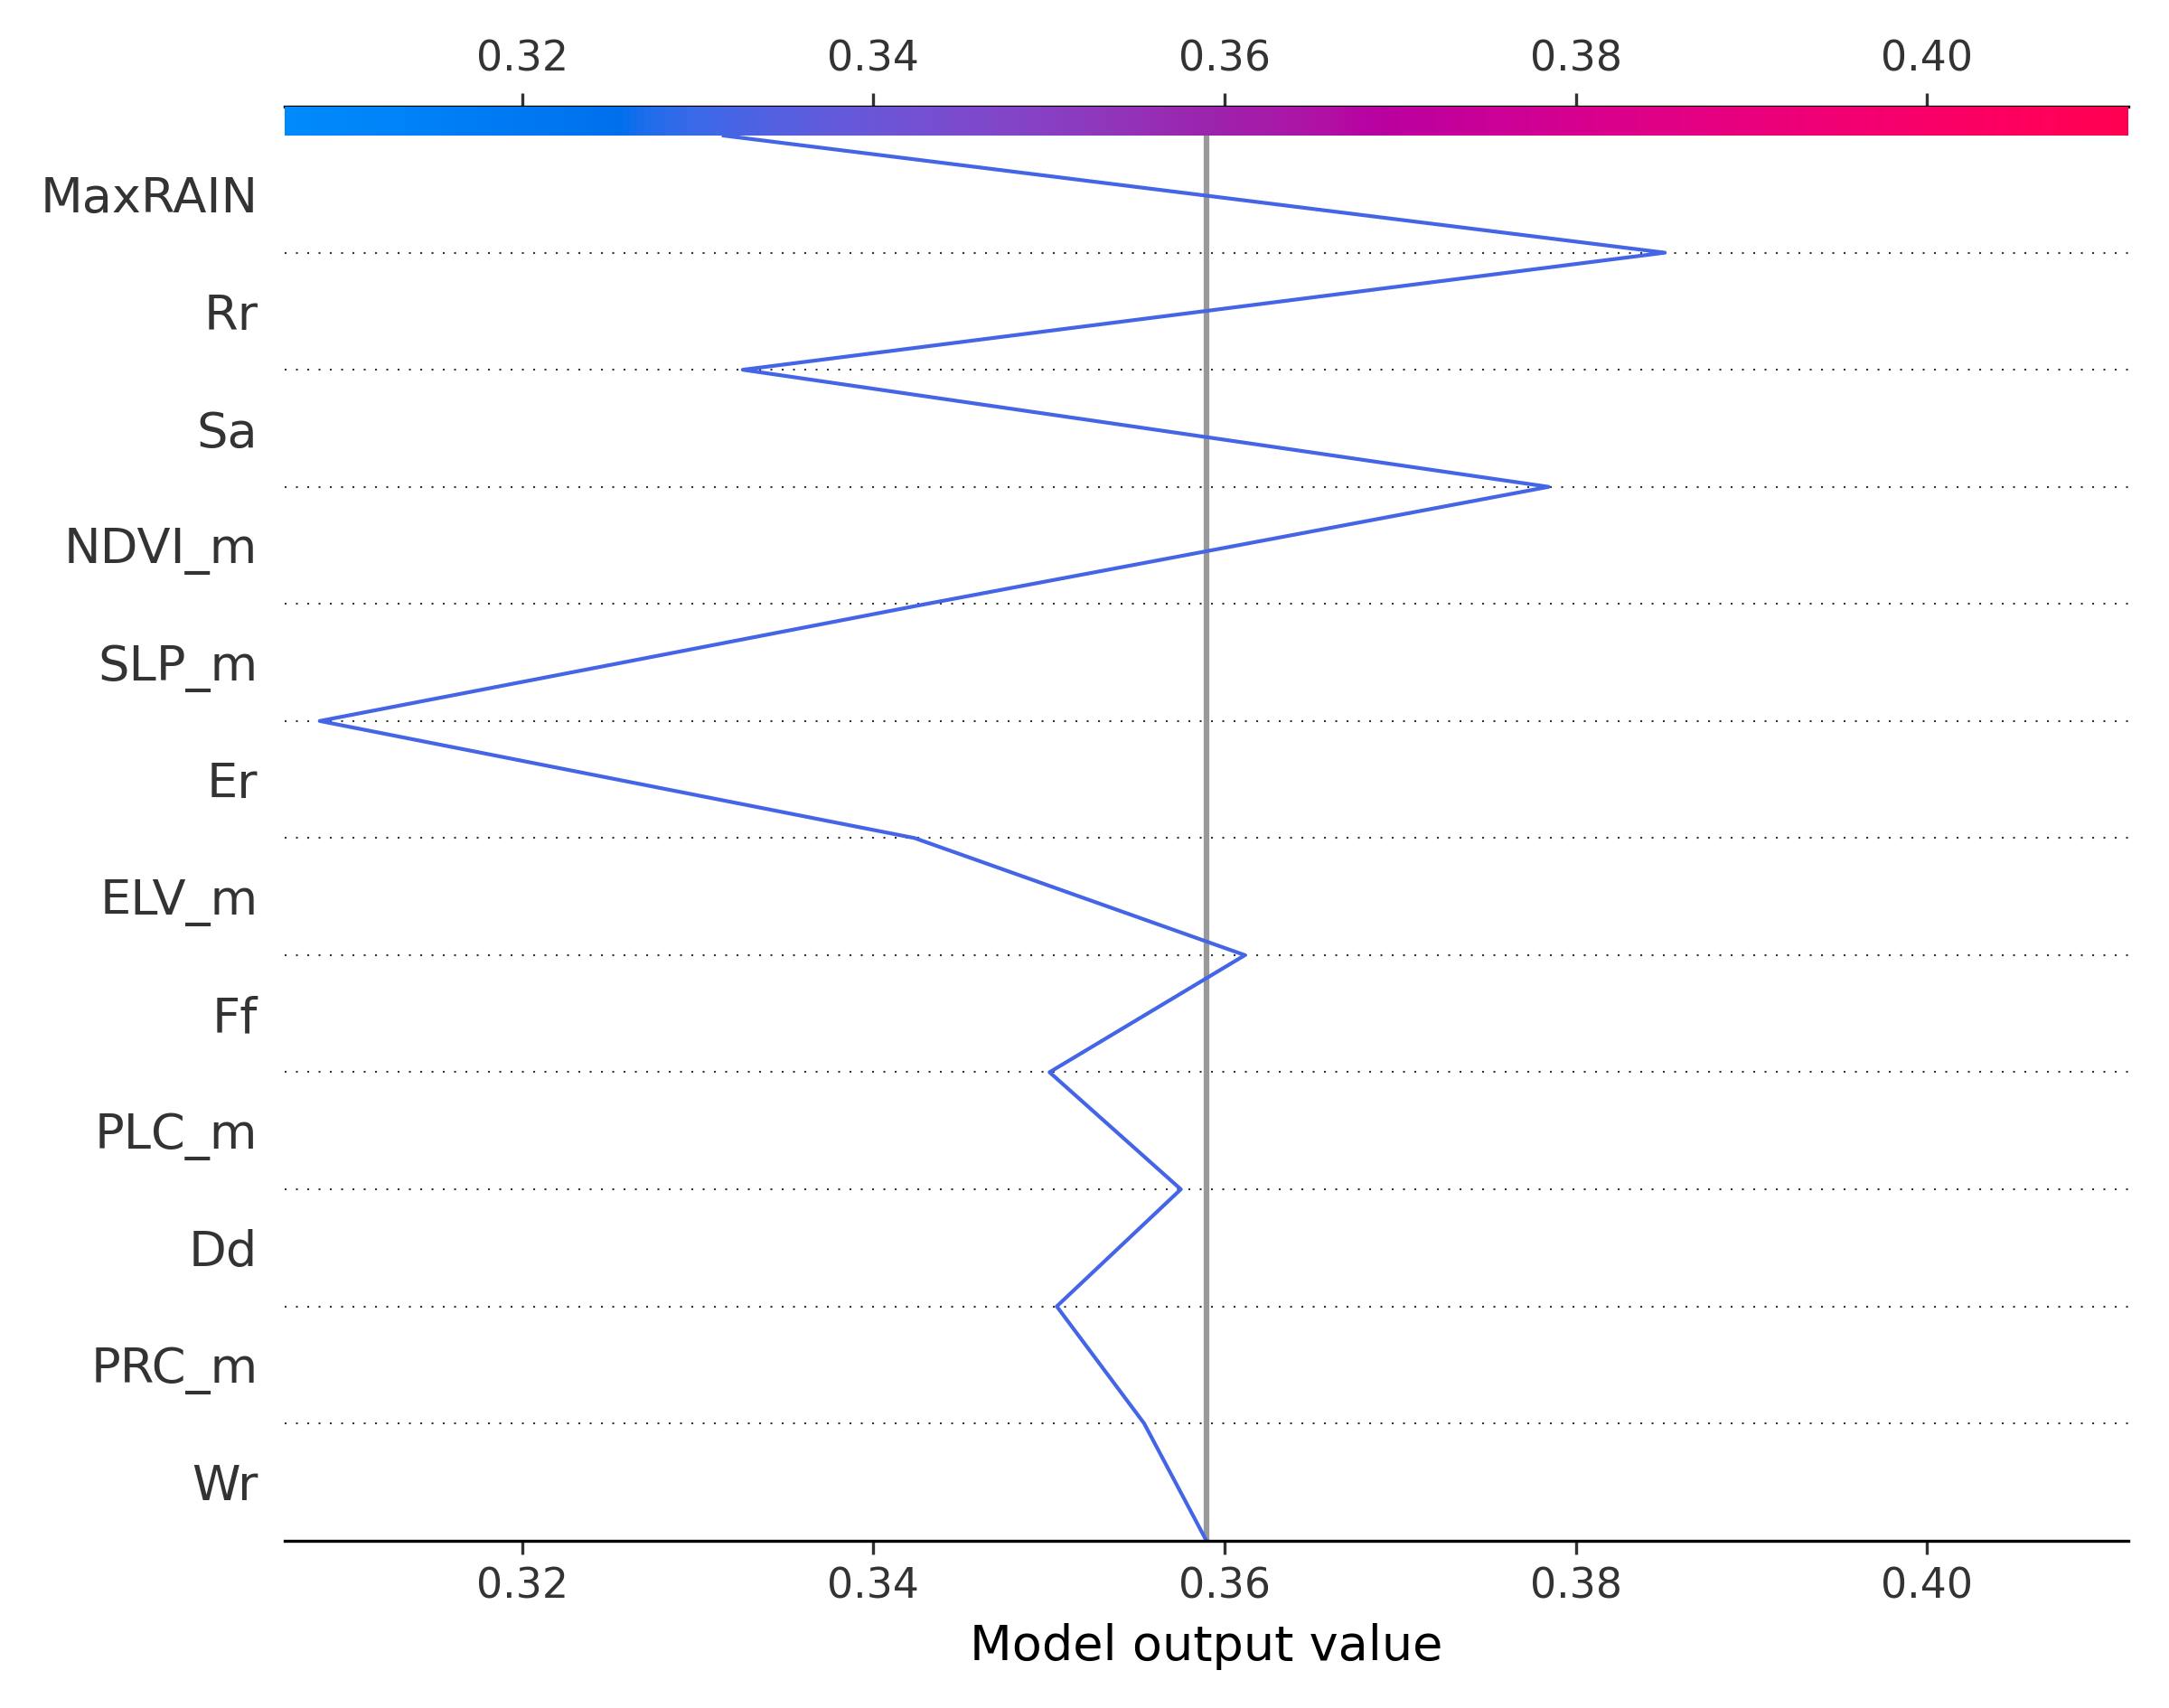 0.32 0.34 0.36 0.38 0.40
MaxRAIN
Rr
Sa
NDVI_m
SLP_m
Er
ELV_m
Ff
PLC_m
Dd
PRC_m
Wr
0.32 0.34 0.36 0.38 0.40
Model output value